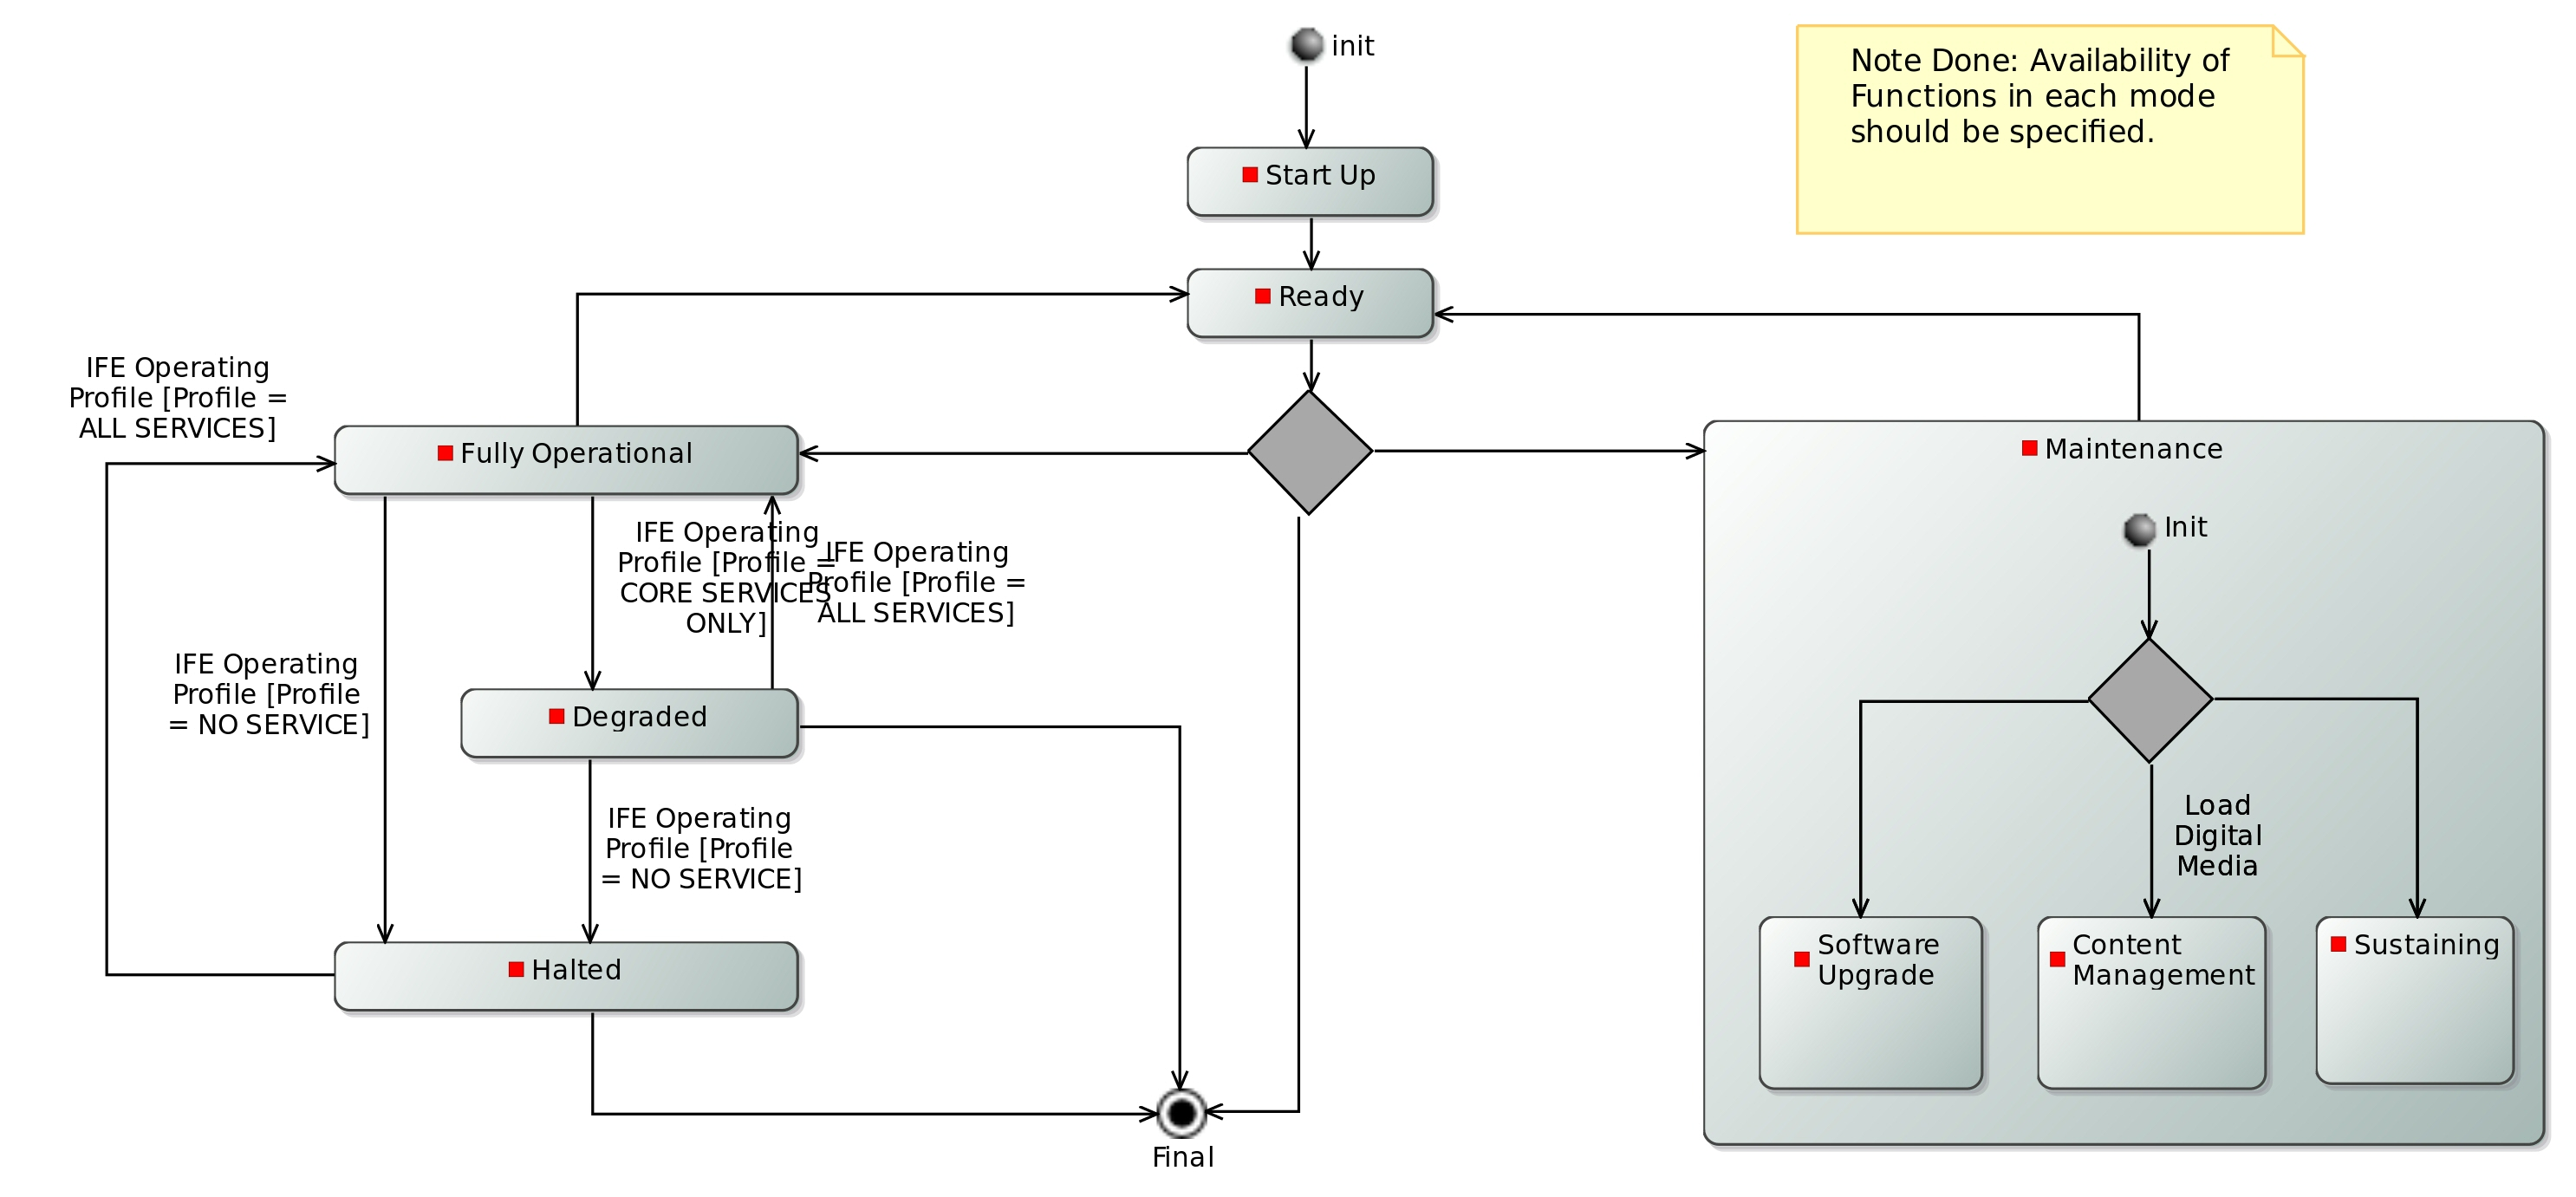 init
Note Done: Availability of
Functions in each mode
should be specified.
Start Up
Ready
IFE Operating
Profile [Profile =
ALL SERVICES]
Fully Operational
Maintenance
IFE Operating
Profile [Profile =
CORE SERVICES
ONLY]
IFE Operating
Profile [Profile =
ALL SERVICES]
Init
IFE Operating
Profile [Profile
= NO SERVICE]
Degraded
IFE Operating
Profile [Profile
= NO SERVICE]
Load
Digital
Media
Halted
Software
Upgrade
Content
Management
Sustaining
Final